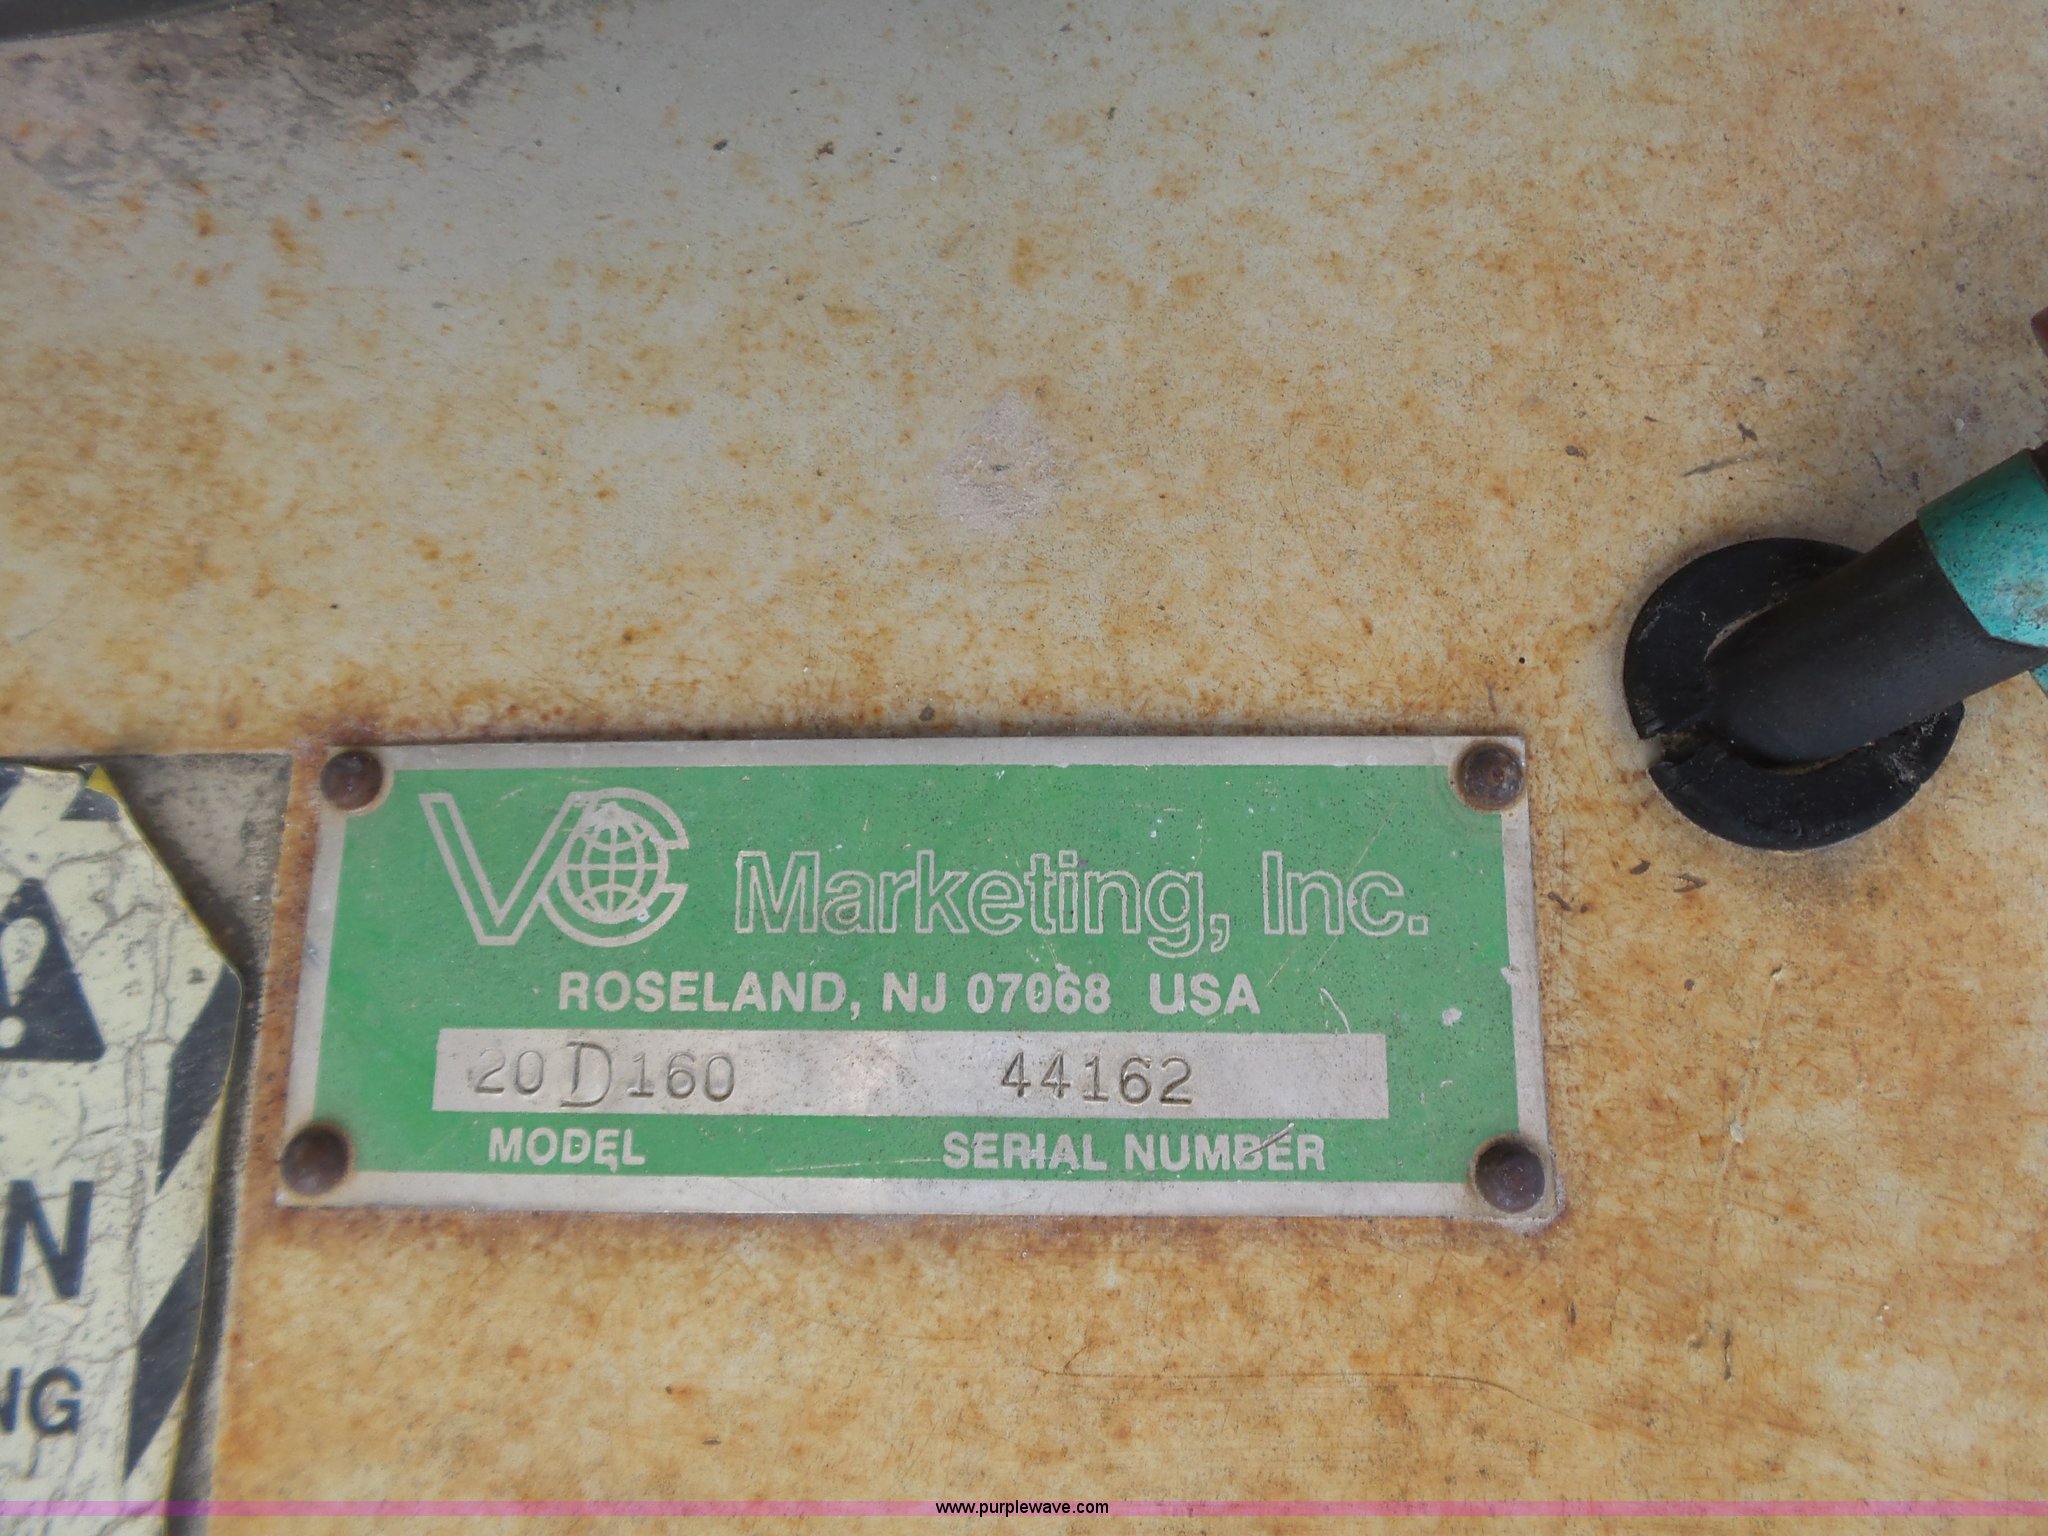 VC Marketing, Inc.
ROSELAND, NJ 07068 USA
20D160 44162
MODEL SERIAL NUMBER
N
NG
www.purplewave.com